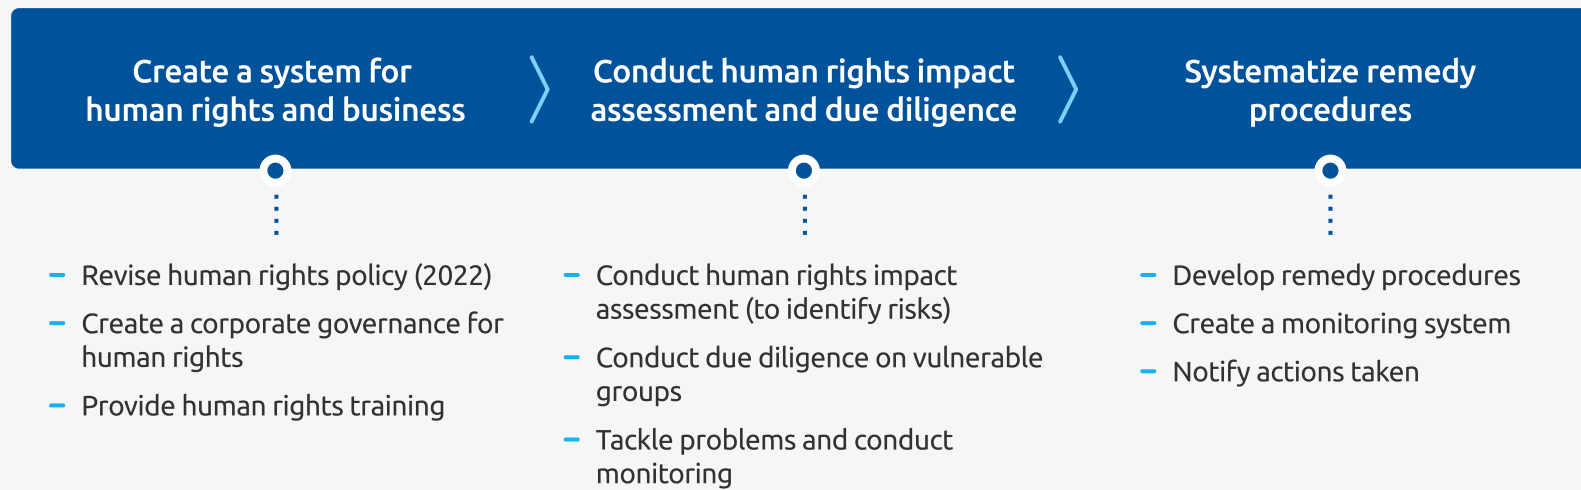 Create a system for
human rights and business
Conduct human rights impact
assessment and due diligence
Systematize remedy
procedures
– Revise human rights policy (2022)
– Create a corporate governance for
human rights
– Provide human rights training
– Conduct human rights impact
assessment (to identify risks)
– Conduct due diligence on vulnerable
groups
– Tackle problems and conduct
monitoring
– Develop remedy procedures
– Create a monitoring system
– Notify actions taken